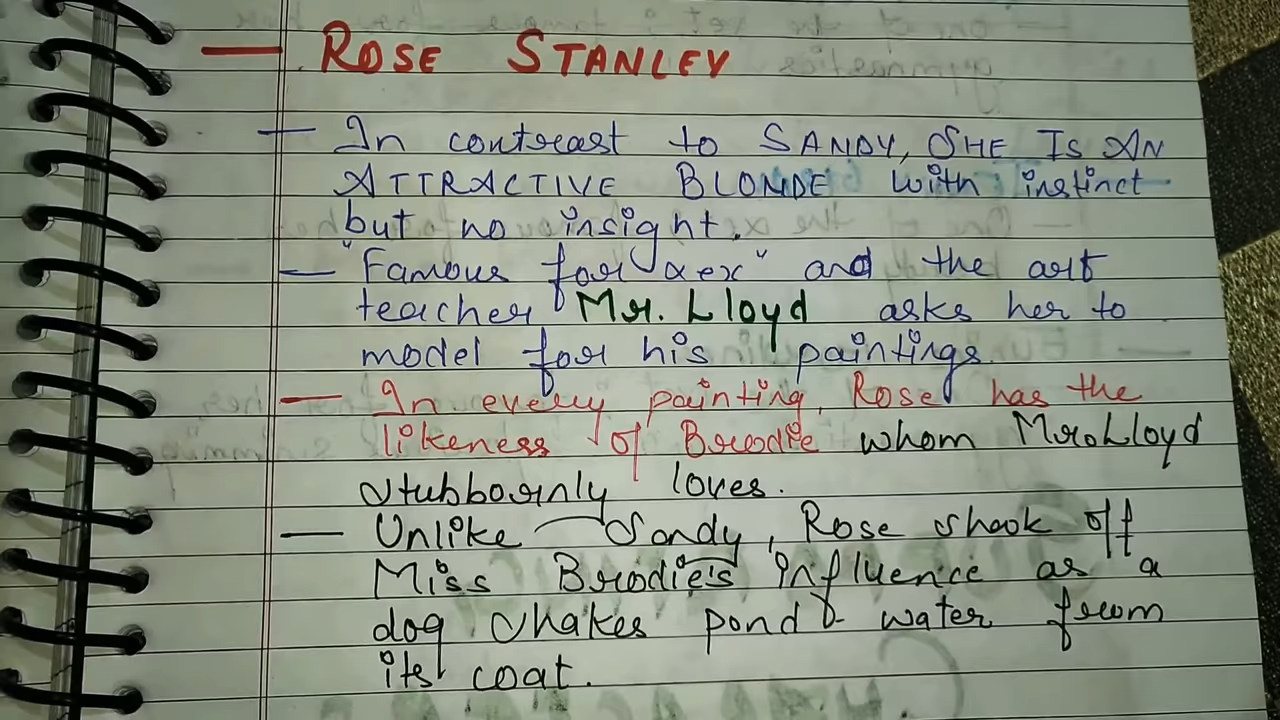 — ROSE STANLEY
— In contrast to SANDY, SHE IS AN
ATTRACTIVE BLONDE with instinct
but no insight.
— "Famous for sex" and the art
teacher Mr. Lloyd asks her to
model for his paintings.
— In every painting, Rose has the
likeness of Brodie whom Mr. Lloyd
stubbornly loves.
— Unlike Sandy, Rose shook off
Miss Brodie's influence as a
dog shakes pond water from
its coat.